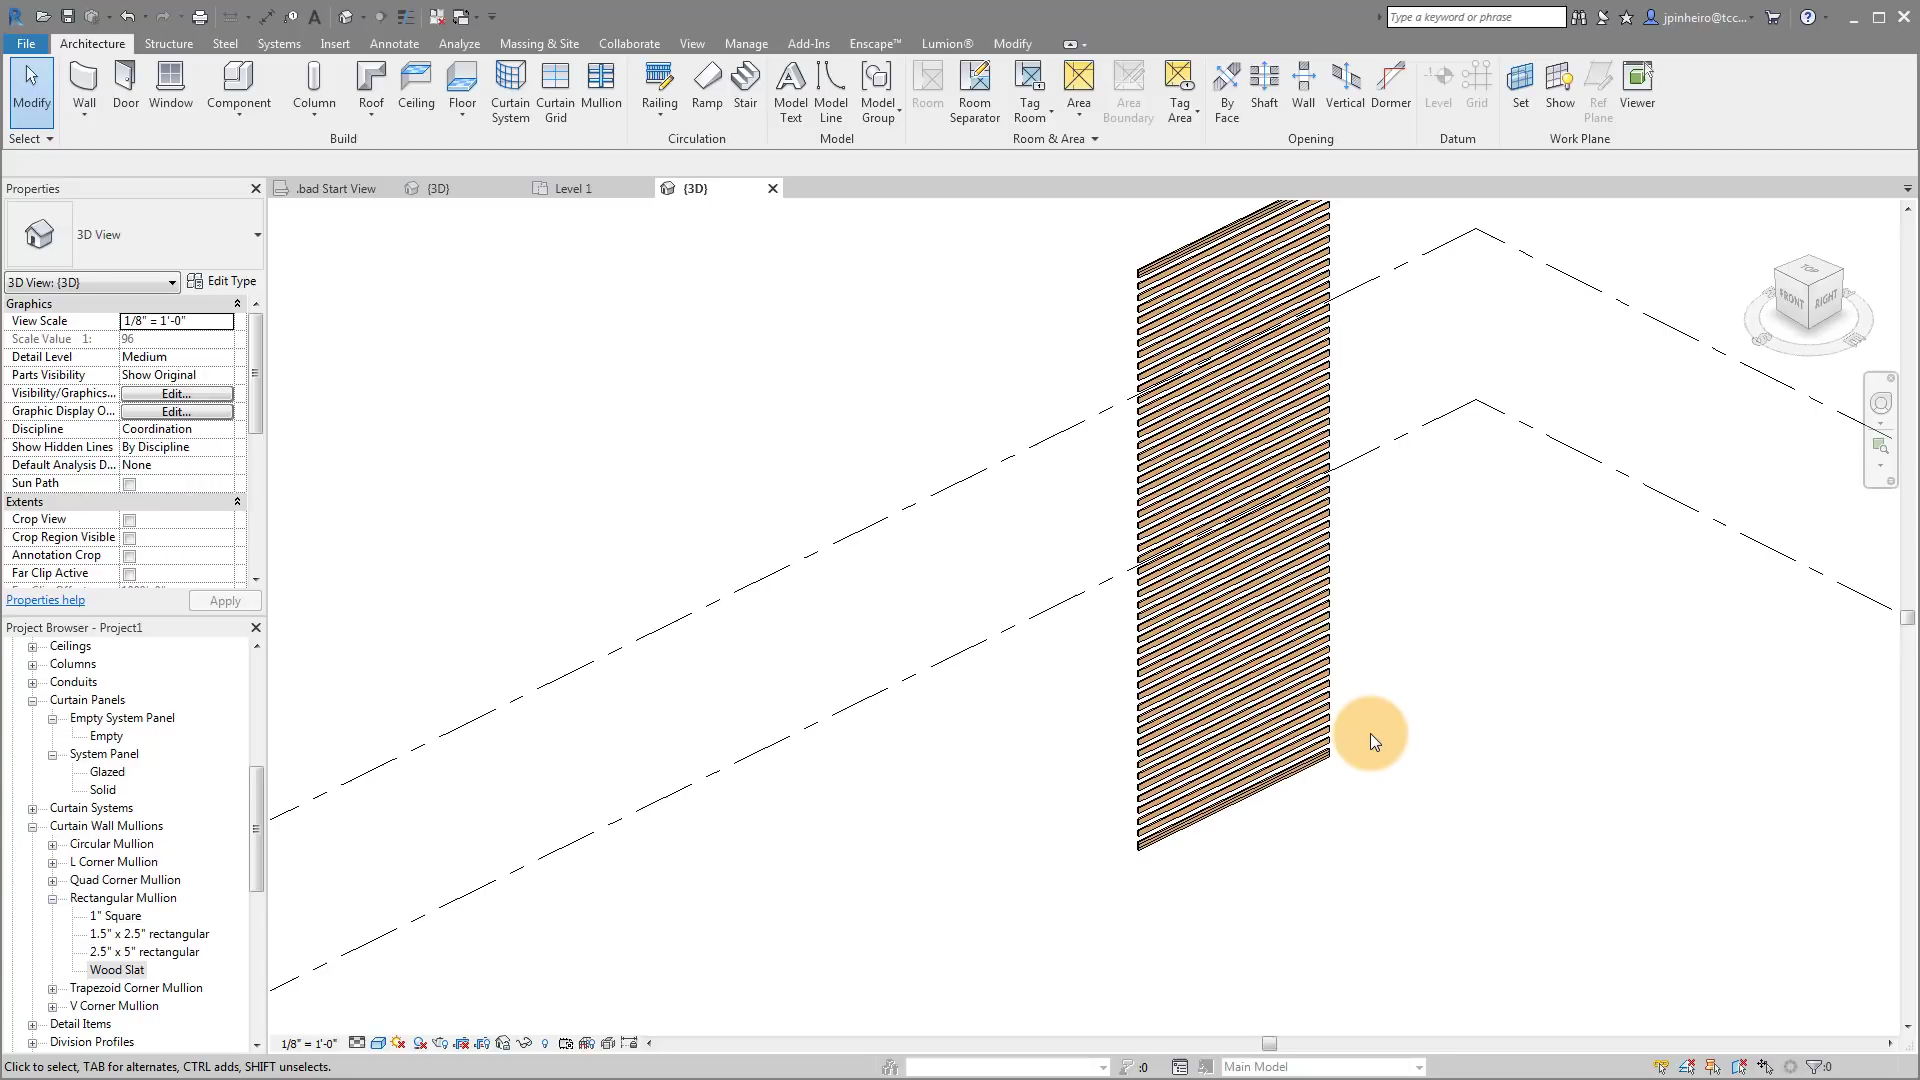 Type a keyword or phrase
jpinheiro@tcc...
File
Architecture
Structure
Steel
Systems
Insert
Annotate
Analyze
Massing & Site
Collaborate
View
Manage
Add-Ins
Enscape™
Lumion®
Modify
Modify
Wall
Door
Window
Component
Column
Roof
Ceiling
Floor
Curtain System
Curtain Grid
Mullion
Railing
Ramp
Stair
Model Text
Model Line
Model Group
Room
Room Separator
Tag Room
Area
Area Boundary
Tag Area
By Face
Shaft
Wall
Vertical
Dormer
Level
Grid
Set
Show
Ref Plane
Viewer
Select
Build
Circulation
Model
Room & Area
Opening
Datum
Work Plane
Properties
.bad Start View
{3D}
Level 1
{3D}
3D View
3D View: {3D}
Edit Type
Graphics
View Scale 1/8" = 1'-0"
Scale Value 1: 96
Detail Level Medium
Parts Visibility Show Original
Visibility/Graphics... Edit...
Graphic Display O... Edit...
Discipline Coordination
Show Hidden Lines By Discipline
Default Analysis D... None
Sun Path
Extents
Crop View
Crop Region Visible
Annotation Crop
Far Clip Active
Properties help
Apply
Project Browser - Project1
Ceilings
Columns
Conduits
Curtain Panels
Empty System Panel
Empty
System Panel
Glazed
Solid
Curtain Systems
Curtain Wall Mullions
Circular Mullion
L Corner Mullion
Quad Corner Mullion
Rectangular Mullion
1" Square
1.5" x 2.5" rectangular
2.5" x 5" rectangular
Wood Slat
Trapezoid Corner Mullion
V Corner Mullion
Detail Items
Division Profiles
TOP
FRONT
RIGHT
1/8" = 1'-0"
Click to select, TAB for alternates, CTRL adds, SHIFT unselects.
:0
Main Model
:0